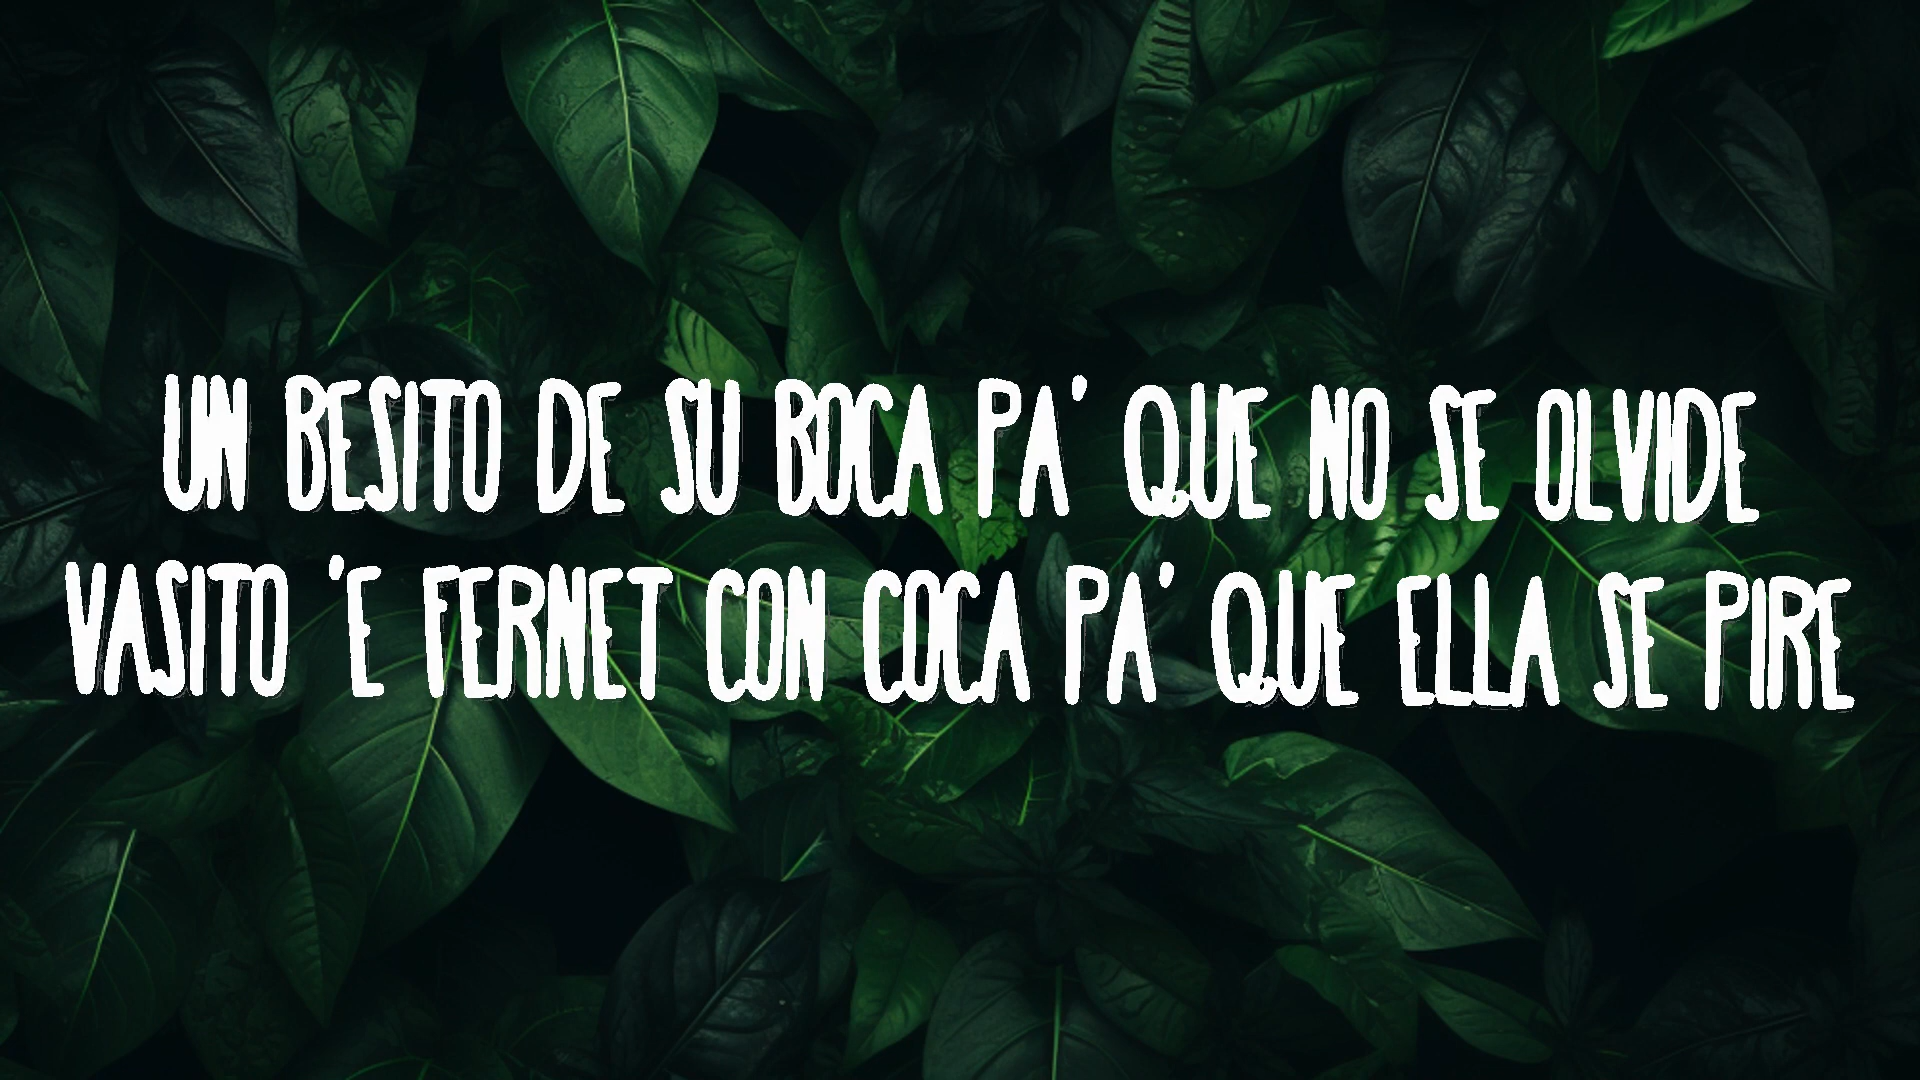 UN BESITO DE SU BOCA PA' QUE NO SE OLVIDE
VASITO 'E FERNET CON COCA PA' QUE ELLA SE PIRE